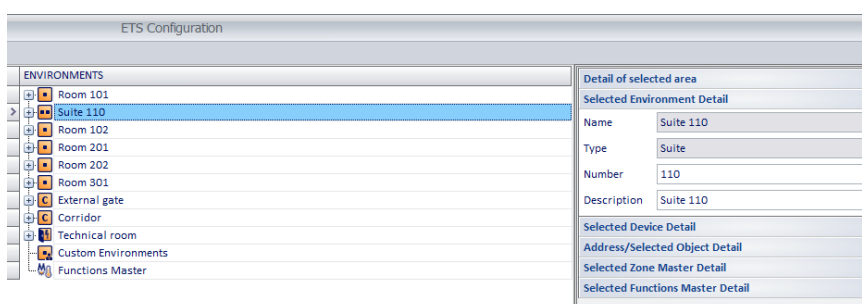 ETS Configuration
ENVIRONMENTS
Room 101
Suite 110
Room 102
Room 201
Room 202
Room 301
C External gate
C Corridor
Technical room
Custom Environments
Functions Master
Detail of selected area
Selected Environment Detail
Name Suite 110
Type Suite
Number 110
Description Suite 110
Selected Device Detail
Address/Selected Object Detail
Selected Zone Master Detail
Selected Functions Master Detail